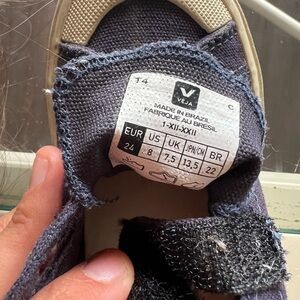 T4
V
VEJA
C
MADE IN BRAZIL
FABRIQUE AU BRESIL
1-XII-XXII
EUR US UK JPN/CN BR
24 8 7,5 13,5 22